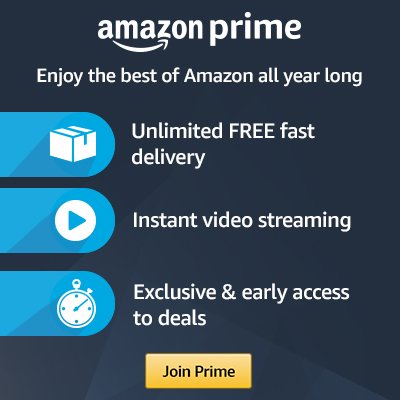 amazon prime
Enjoy the best of Amazon all year long
Unlimited FREE fast
delivery
Instant video streaming
Exclusive & early access
to deals
Join Prime